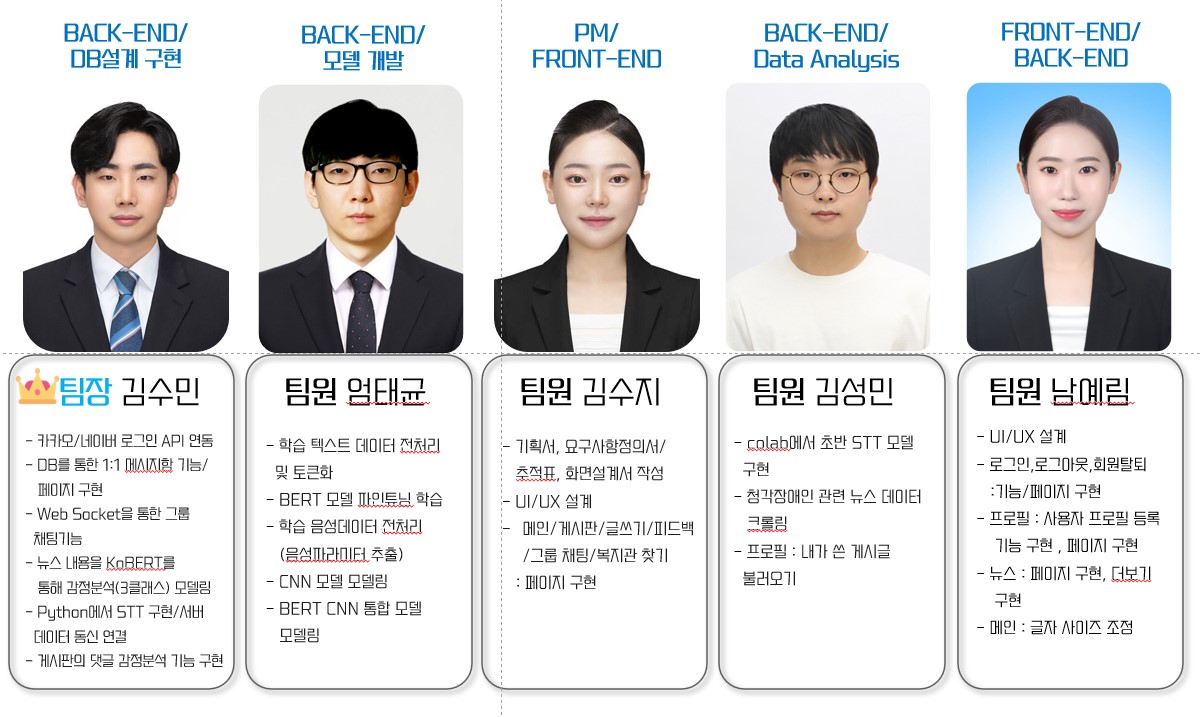 BACK-END/
DB설계 구현
BACK-END/
모델 개발
PM/
FRONT-END
BACK-END/
Data Analysis
FRONT-END/
BACK-END
팀장 김수민
- 카카오/네이버 로그인 API 연동
- DB를 통한 1:1 메시지함 기능/
페이지 구현
- Web Socket을 통한 그룹
채팅기능
- 뉴스 내용을 KoBERT를
통해 감정분석(3클래스) 모델링
- Python에서 STT 구현/서버
데이터 통신 연결
- 게시판의 댓글 감정분석 기능 구현
팀원 엄태균
- 학습 텍스트 데이터 전처리
및 토큰화
- BERT 모델 파인튜닝 학습
- 학습 음성데이터 전처리
(음성파라미터 추출)
- CNN 모델 모델링
- BERT CNN 통합 모델
모델링
팀원 김수지
- 기획서, 요구사항정의서/
추적표, 화면설계서 작성
- UI/UX 설계
- 메인/게시판/글쓰기/피드백
/그룹 채팅/복지관 찾기
: 페이지 구현
팀원 김성민
- colab에서 초반 STT 모델
구현
- 청각장애인 관련 뉴스 데이터
크롤링
- 프로필 : 내가 쓴 게시글
불러오기
팀원 남예림
- UI/UX 설계
- 로그인,로그아웃,회원탈퇴
:기능/페이지 구현
- 프로필 : 사용자 프로필 등록
기능 구현 , 페이지 구현
- 뉴스 : 페이지 구현, 더보기
구현
- 메인 : 글자 사이즈 조정